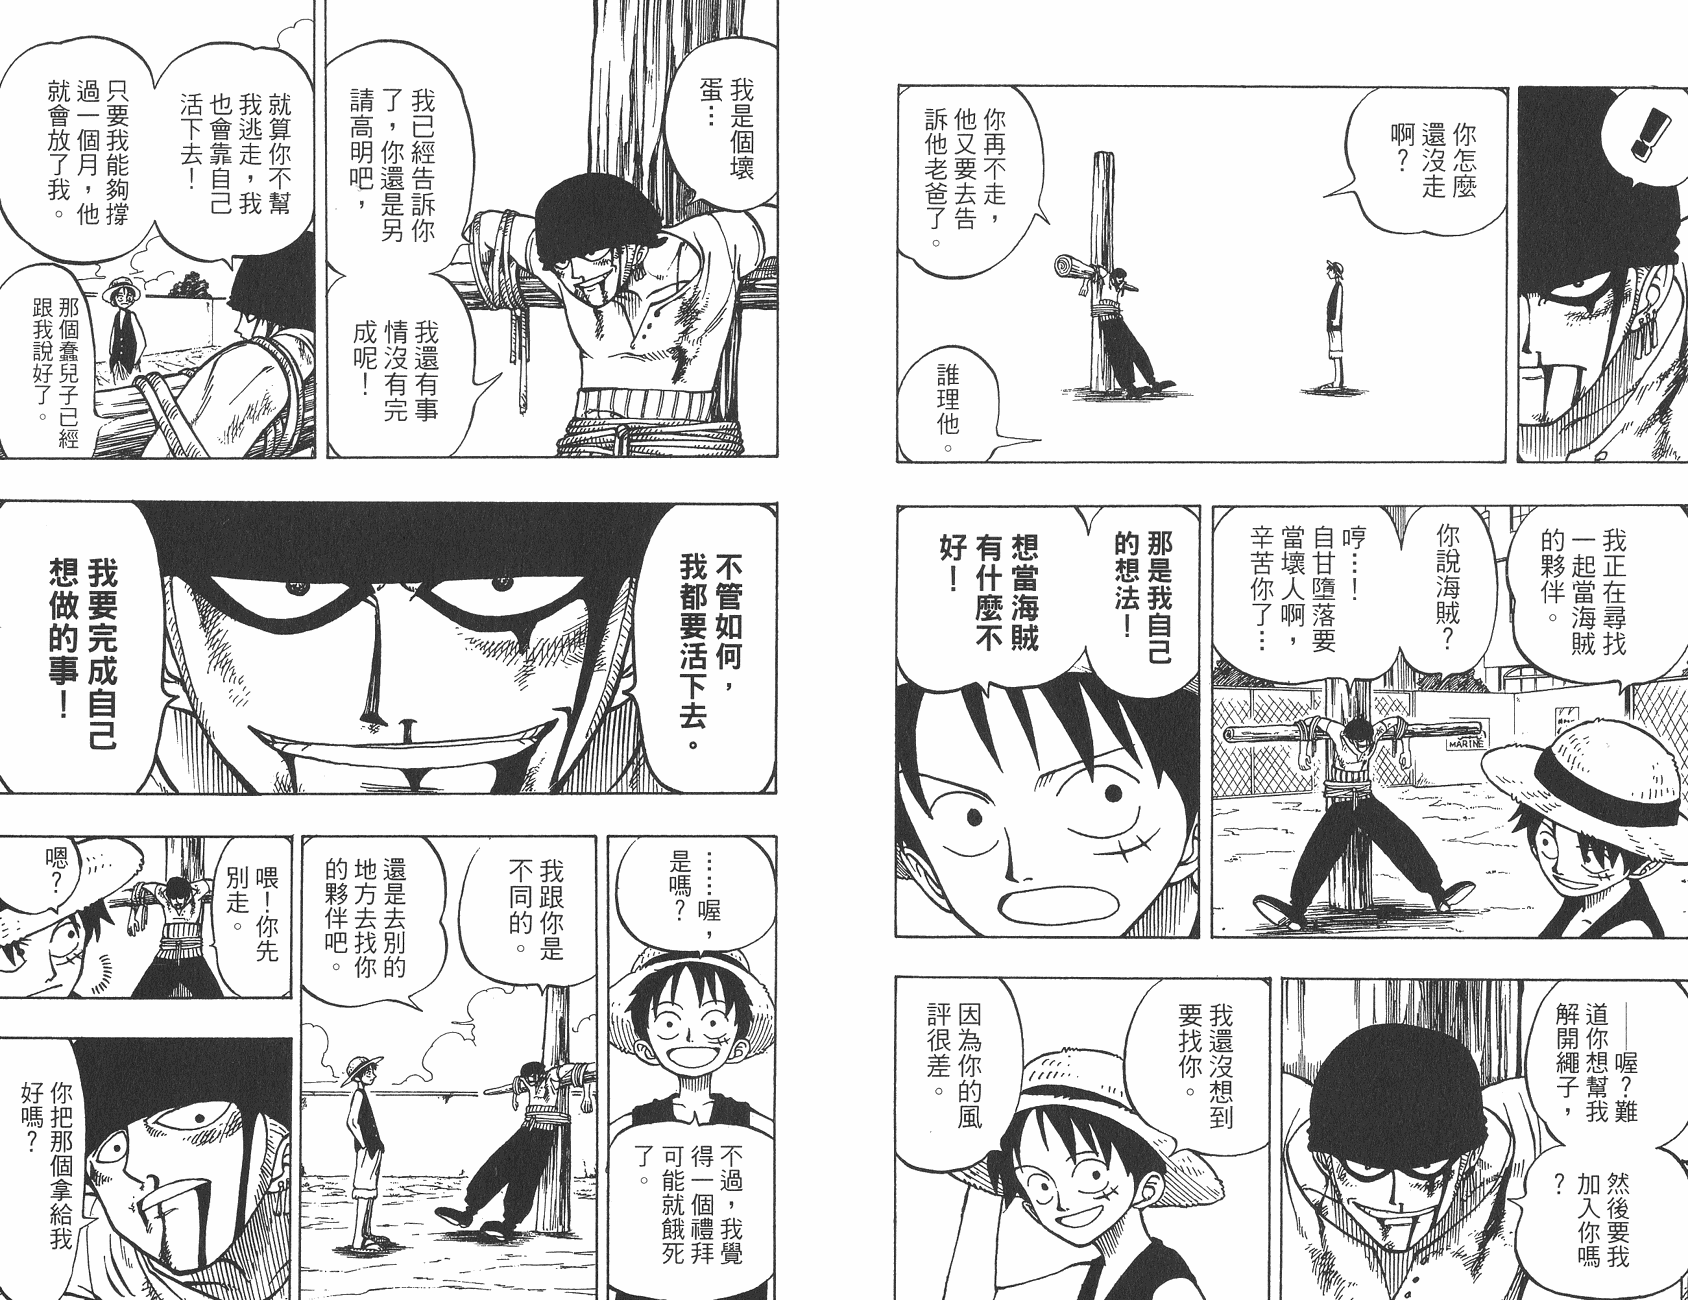 !
你怎麼
還沒走
啊？
你再不走，
他又要去告
訴他老爸了。
誰理他。
我正在尋找
一起當海賊
的夥伴。
你說海賊？
哼…！
自甘墮落要
當壞人啊，
辛苦你了…
MARINE
那是我自己
的想法！
想當海賊
有什麼不
好！
——喔？難
道你想幫我
解開繩子，
然後要我
加入你嗎
？
我還沒想到
要找你。
因為你的風
評很差。
我是個壞
蛋…
我已經告訴你
了，你還是另
請高明吧，
我還有事
情沒有完
成呢！
就算你不幫
我逃走，我
也會靠自己
活下去！
只要我能夠撐
過一個月，他
就會放了我。
那個蠢兒子已經
跟我說好了。
不管如何，
我都要活下去。
我要完成自己
想做的事！
……喔，
是嗎？
不過，我覺
得一個禮拜
可能就餓死
了。
我跟你是
不同的。
還是去別的
地方去找你
的夥伴吧。
喂！你先
別走。
嗯？
你把那個拿給我
好嗎？